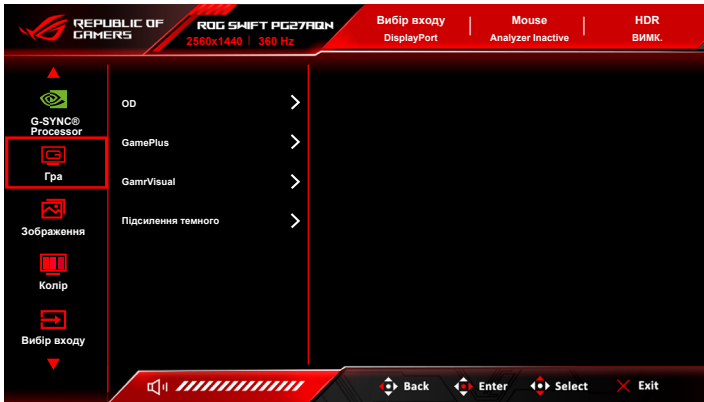 REPUBLIC OF
GAMERS
ROG SWIFT PG27AQN
2560x1440 360 Hz
Вибір входу
DisplayPort
Mouse
Analyzer Inactive
HDR
ВИМК.
G-SYNC®
Processor
Гра
Зображення
Колір
Вибір входу
OD
GamePlus
GamrVisual
Підсилення темного
Back
Enter
Select
Exit